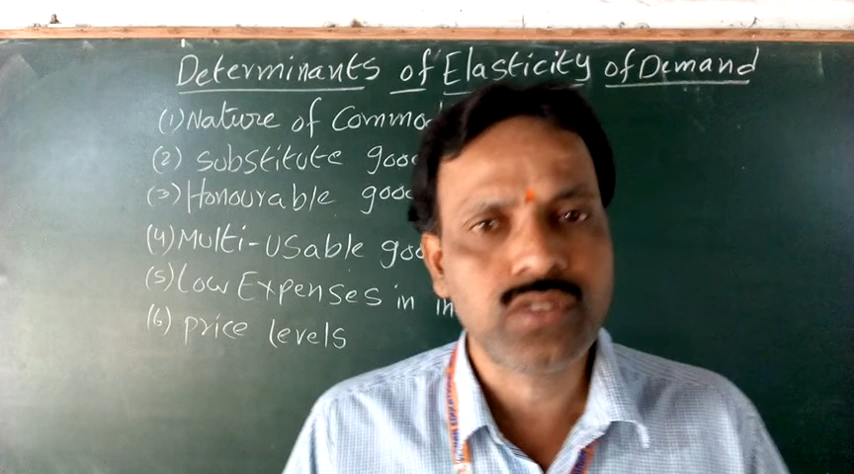 Determinants of Elasticity of Demand
(1) Nature of Commo
(2) Substitute goo
(3) Honourable goo
(4) Multi-Usable goo
(5) Low Expenses in in
(6) Price levels